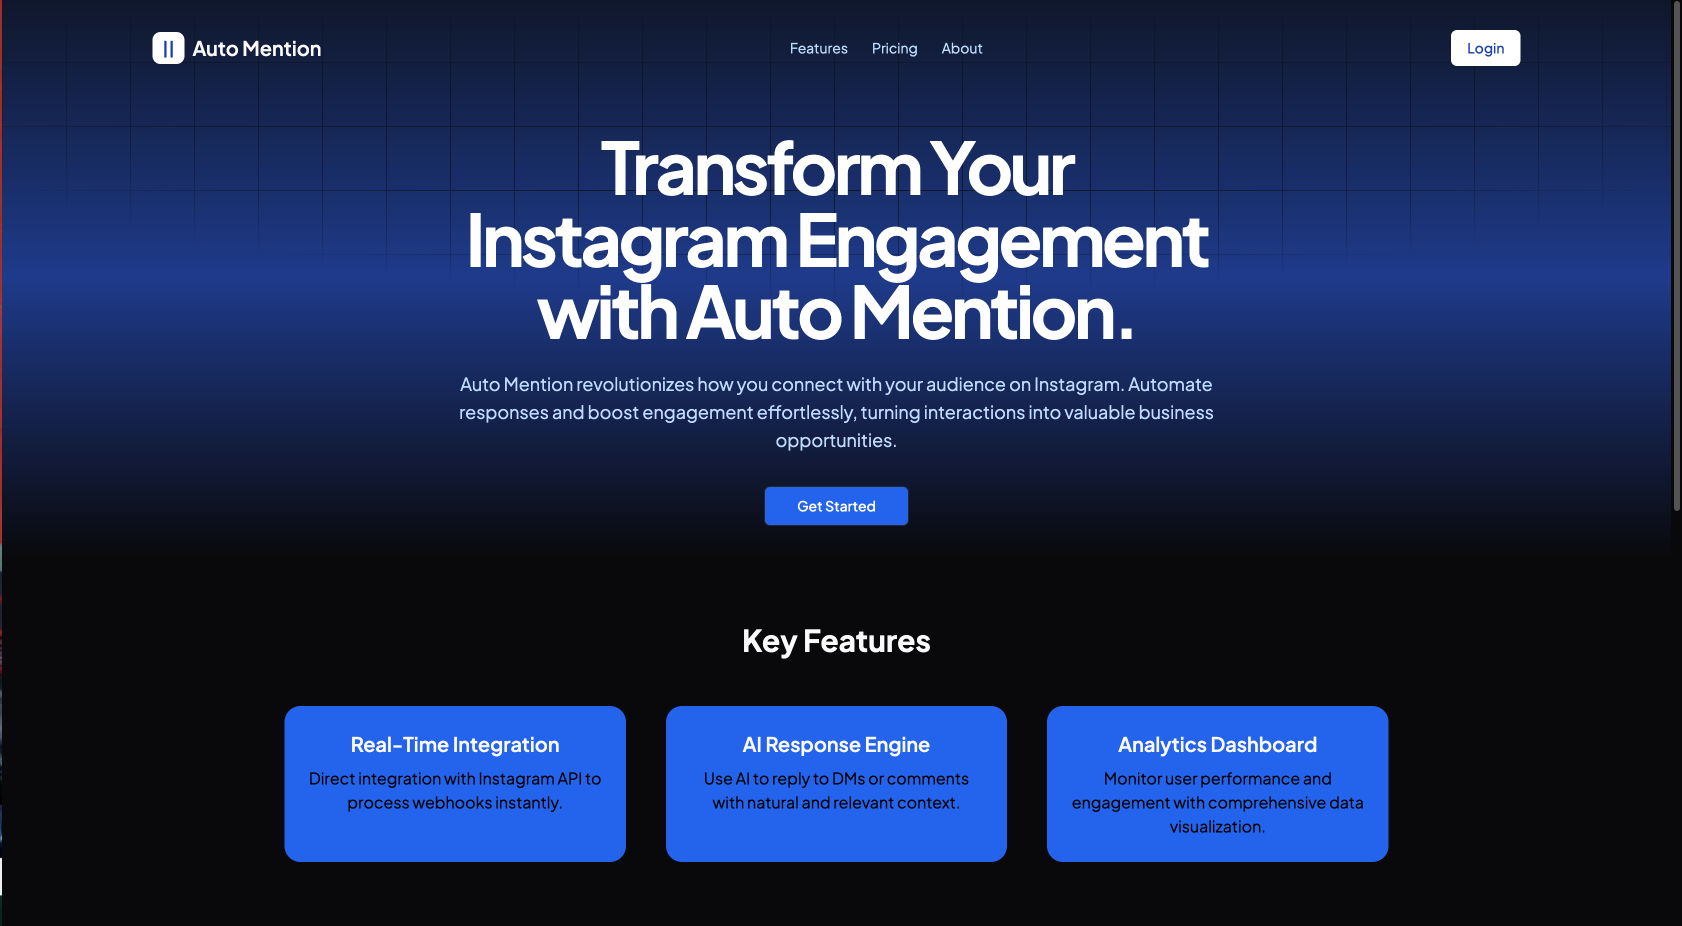 Auto Mention
Features Pricing About
Login
Transform Your
Instagram Engagement
with Auto Mention.
Auto Mention revolutionizes how you connect with your audience on Instagram. Automate
responses and boost engagement effortlessly, turning interactions into valuable business
opportunities.
Get Started
Key Features
Real-Time Integration
Direct integration with Instagram API to
process webhooks instantly.
AI Response Engine
Use AI to reply to DMs or comments
with natural and relevant context.
Analytics Dashboard
Monitor user performance and
engagement with comprehensive data
visualization.